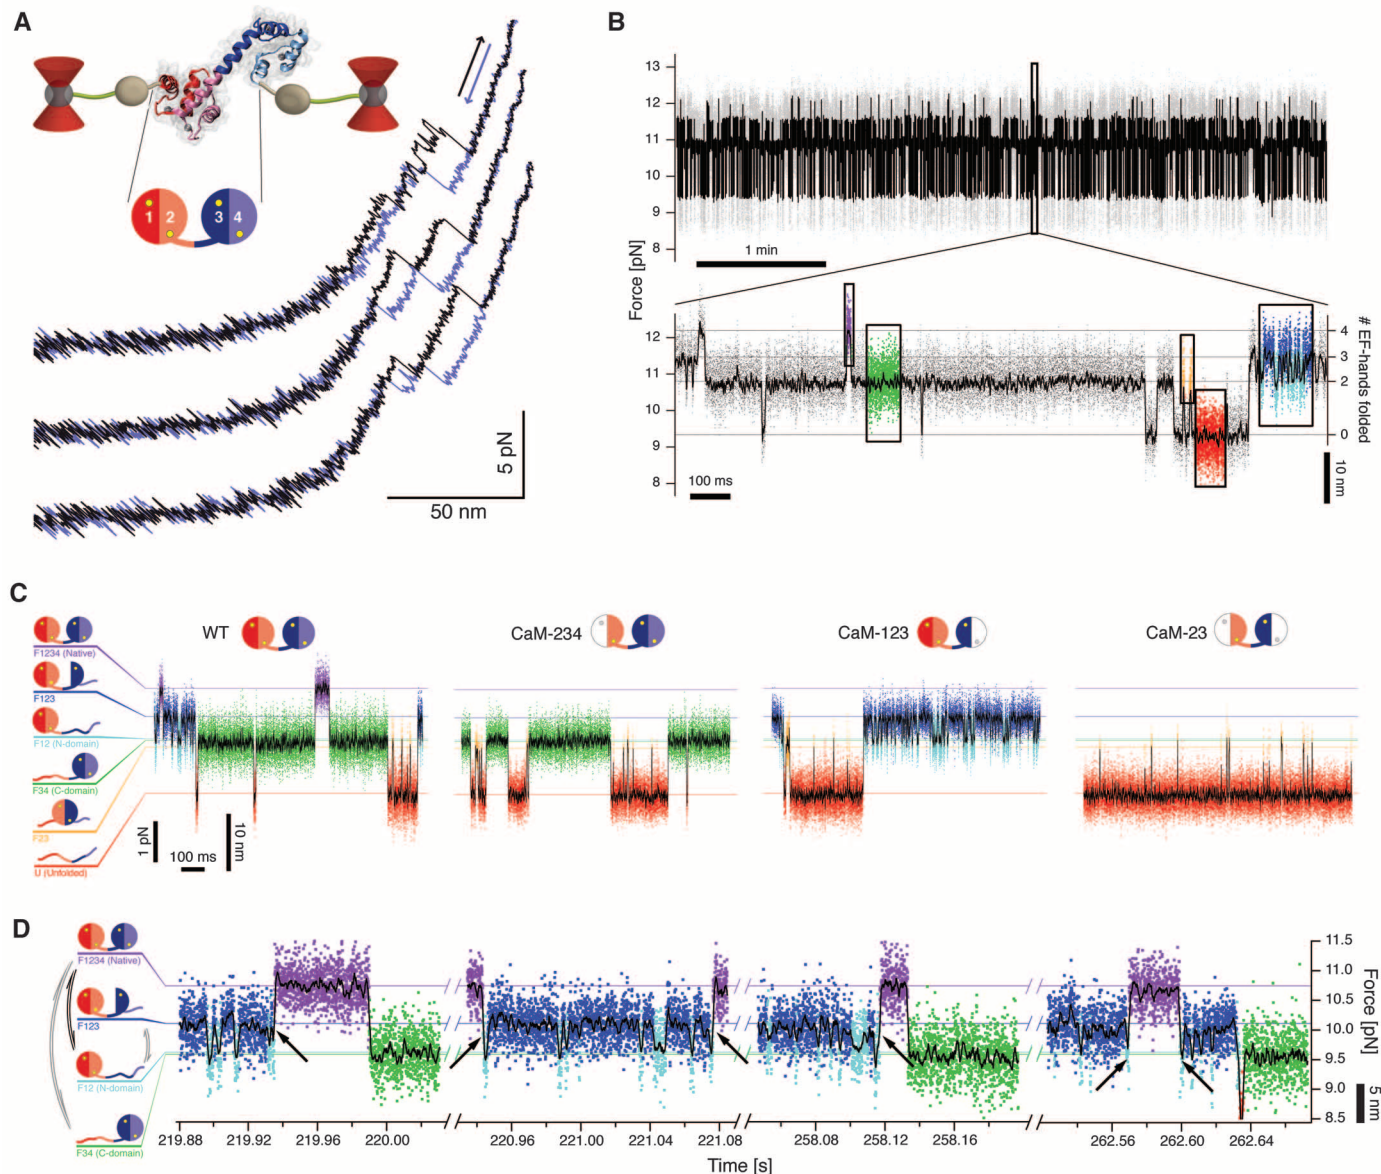 A
1 2 3 4
5 pN
50 nm
B
Force [pN]
13
12
11
10
9
8
1 min
12
11
10
9
8
100 ms
4
3
2
0
# EF-hands folded
10 nm
C
WT
CaM-234
CaM-123
CaM-23
F1234 (Native)
F123
F12 (N-domain)
F34 (C-domain)
F23
U (Unfolded)
1 pN
100 ms
10 nm
D
F1234 (Native)
F123
F12 (N-domain)
F34 (C-domain)
11.5
11.0
10.5
10.0
9.5
9.0
8.5
Force [pN]
5 nm
219.88 219.92 219.96 220.00 220.96 221.00 221.04 221.08 258.08 258.12 258.16 262.56 262.60 262.64
Time [s]